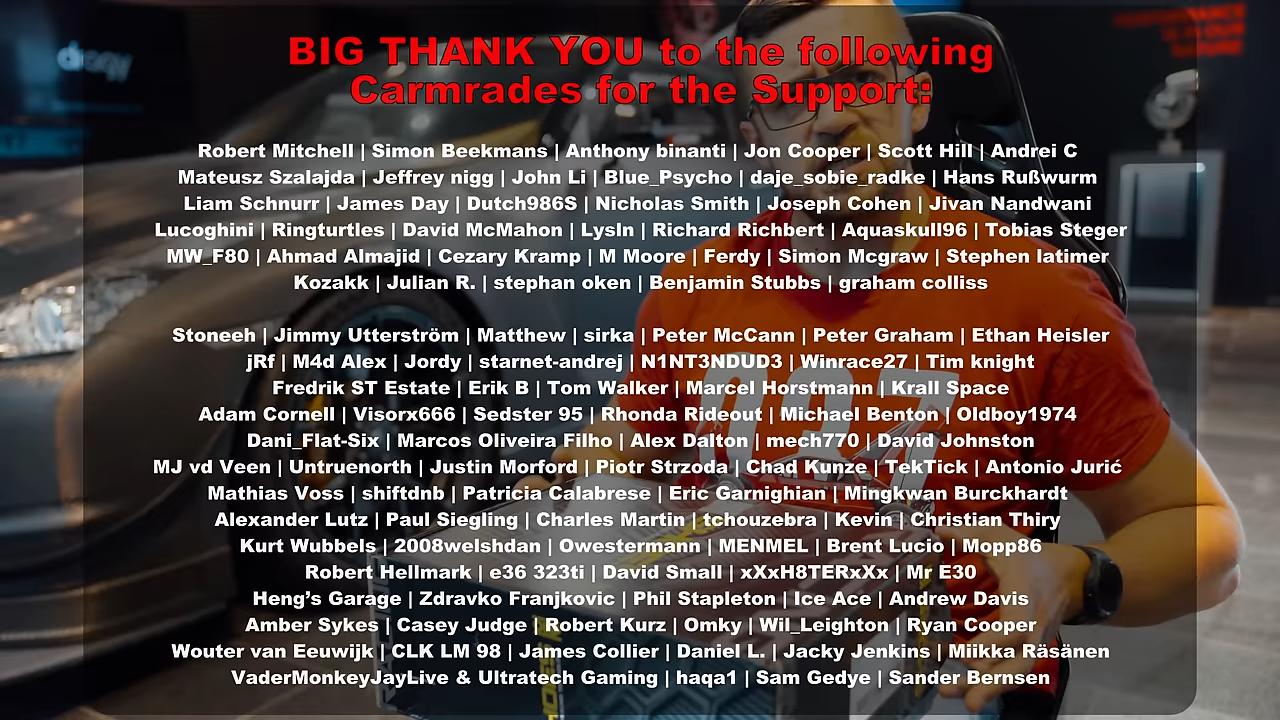 BIG THANK YOU to the following
Carmrades for the Support:
Robert Mitchell | Simon Beekmans | Anthony binanti | Jon Cooper | Scott Hill | Andrei C
Mateusz Szalajda | Jeffrey nigg | John Li | Blue_Psycho | daje_sobie_radke | Hans Rußwurm
Liam Schnurr | James Day | Dutch986S | Nicholas Smith | Joseph Cohen | Jivan Nandwani
Lucoghini | Ringturtles | David McMahon | Lysln | Richard Richbert | Aquaskull96 | Tobias Steger
MW_F80 | Ahmad Almajid | Cezary Kramp | M Moore | Ferdy | Simon Mcgraw | Stephen latimer
Kozakk | Julian R. | stephan oken | Benjamin Stubbs | graham colliss
Stoneeh | Jimmy Utterström | Matthew | sirka | Peter McCann | Peter Graham | Ethan Heisler
jRf | M4d Alex | Jordy | starnet-andrej | N1NT3NDUD3 | Winrace27 | Tim knight
Fredrik ST Estate | Erik B | Tom Walker | Marcel Horstmann | Krall Space
Adam Cornell | Visorx666 | Sedster 95 | Rhonda Rideout | Michael Benton | Oldboy1974
Dani_Flat-Six | Marcos Oliveira Filho | Alex Dalton | mech770 | David Johnston
MJ vd Veen | Untruenorth | Justin Morford | Piotr Strzoda | Chad Kunze | TekTick | Antonio Jurić
Mathias Voss | shiftdnb | Patricia Calabrese | Eric Garnighian | Mingkwan Burckhardt
Alexander Lutz | Paul Siegling | Charles Martin | tchouzebra | Kevin | Christian Thiry
Kurt Wubbels | 2008welshdan | Owestermann | MENMEL | Brent Lucio | Mopp86
Robert Hellmark | e36 323ti | David Small | xXxH8TERxXx | Mr E30
Heng’s Garage | Zdravko Franjkovic | Phil Stapleton | Ice Ace | Andrew Davis
Amber Sykes | Casey Judge | Robert Kurz | Omky | Wil_Leighton | Ryan Cooper
Wouter van Eeuwijk | CLK LM 98 | James Collier | Daniel L. | Jacky Jenkins | Miikka Räsänen
VaderMonkeyJayLive & Ultratech Gaming | haqa1 | Sam Gedye | Sander Bernsen